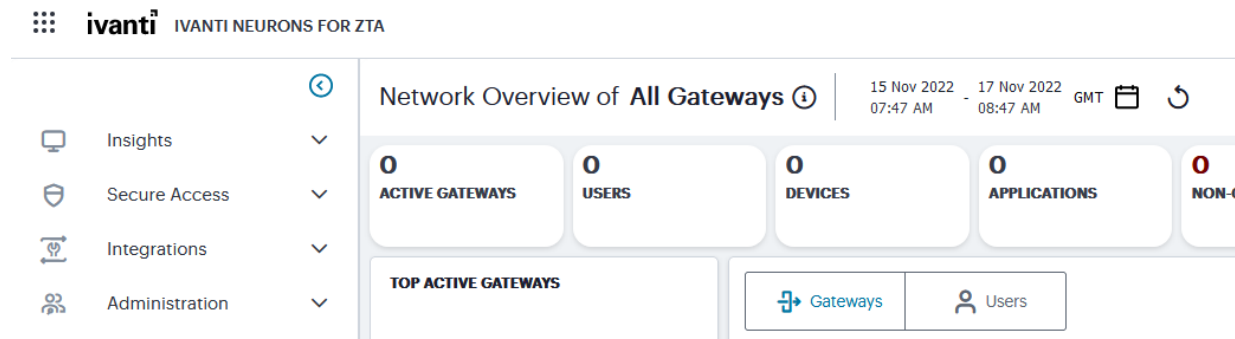 ivanti IVANTI NEURONS FOR ZTA
Network Overview of All Gateways
15 Nov 2022 - 17 Nov 2022 GMT
07:47 AM 08:47 AM
Insights
Secure Access
Integrations
Administration
0 0 0 0 0
ACTIVE GATEWAYS USERS DEVICES APPLICATIONS
TOP ACTIVE GATEWAYS
Gateways Users